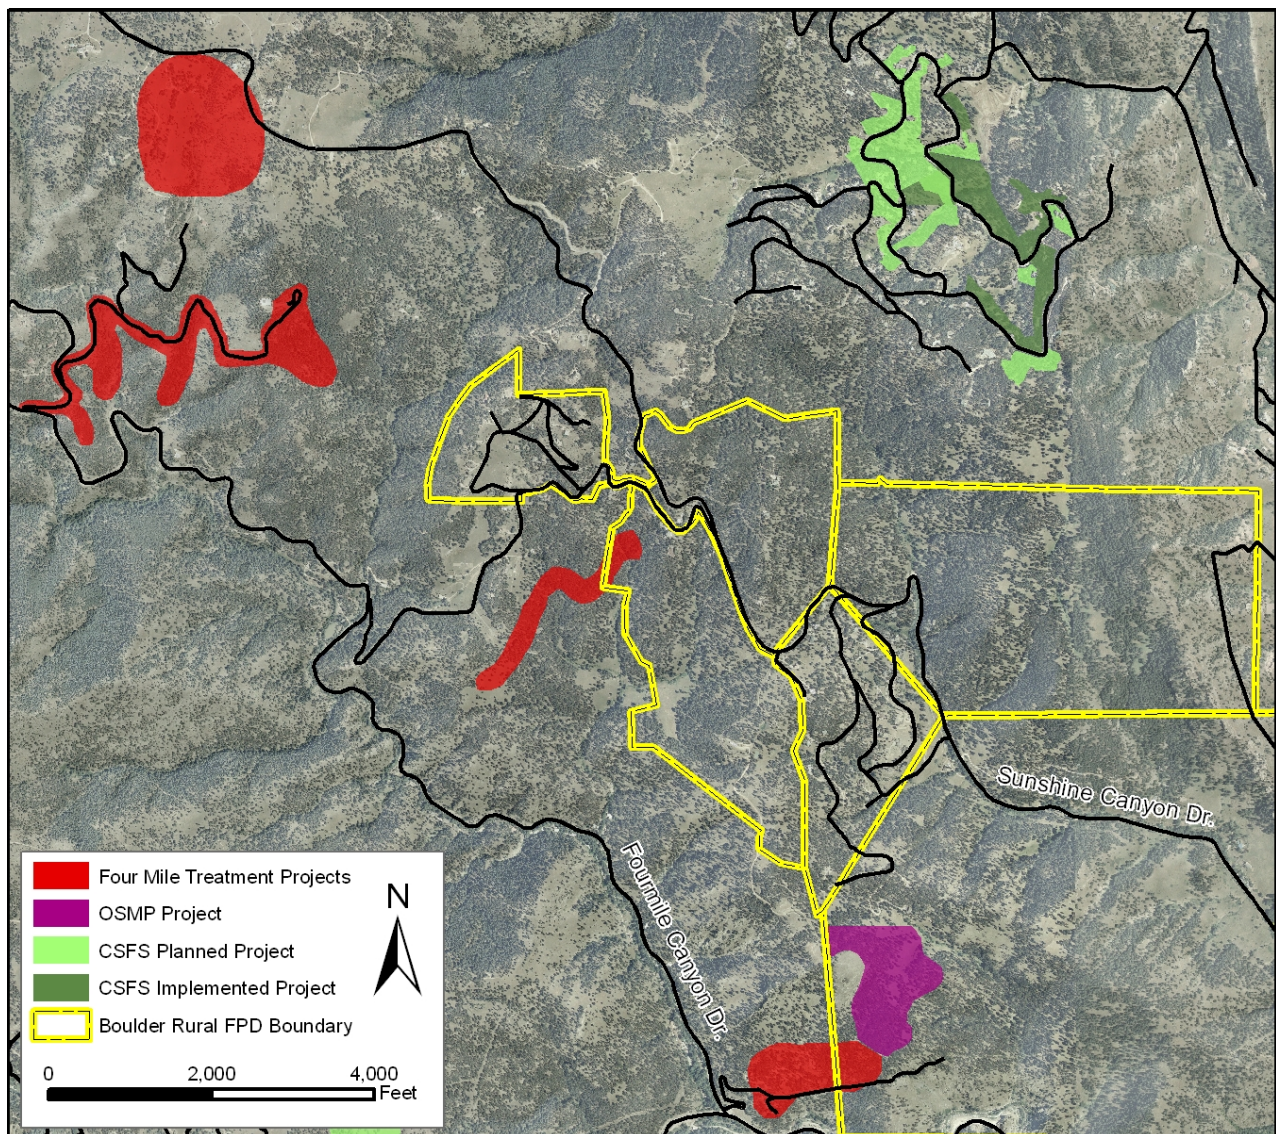 Sunshine Canyon Dr.
Fourmile Canyon Dr.
Four Mile Treatment Projects
OSMP Project
CSFS Planned Project
CSFS Implemented Project
Boulder Rural FPD Boundary
N
0 2,000 4,000
Feet